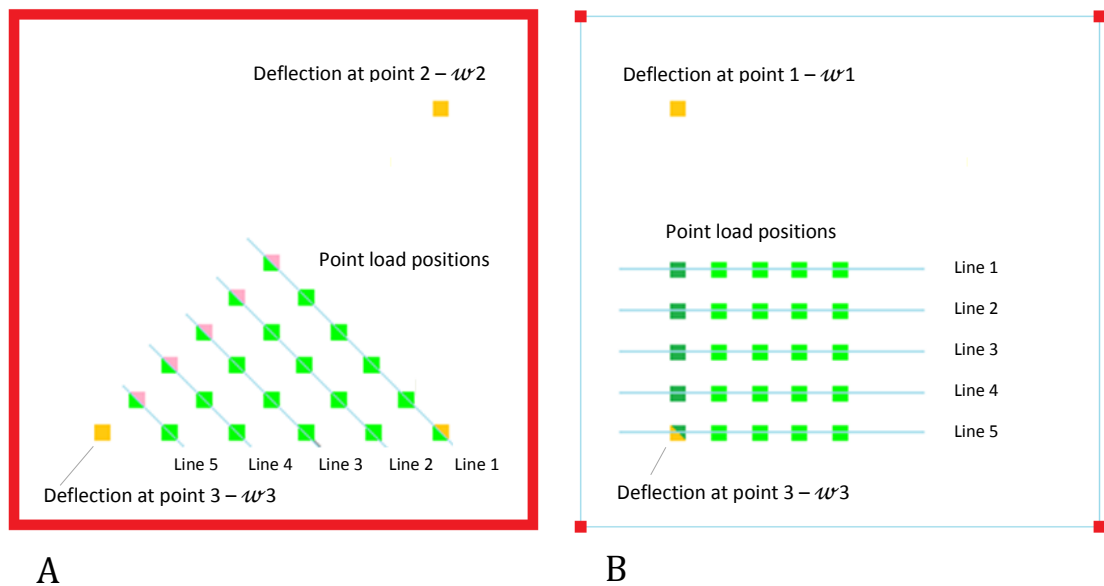 Deflection at point 2 – w2
Point load positions
Line 5 Line 4 Line 3 Line 2 Line 1
Deflection at point 3 – w3
A
Deflection at point 1 – w1
Point load positions
Line 1
Line 2
Line 3
Line 4
Line 5
Deflection at point 3 – w3
B